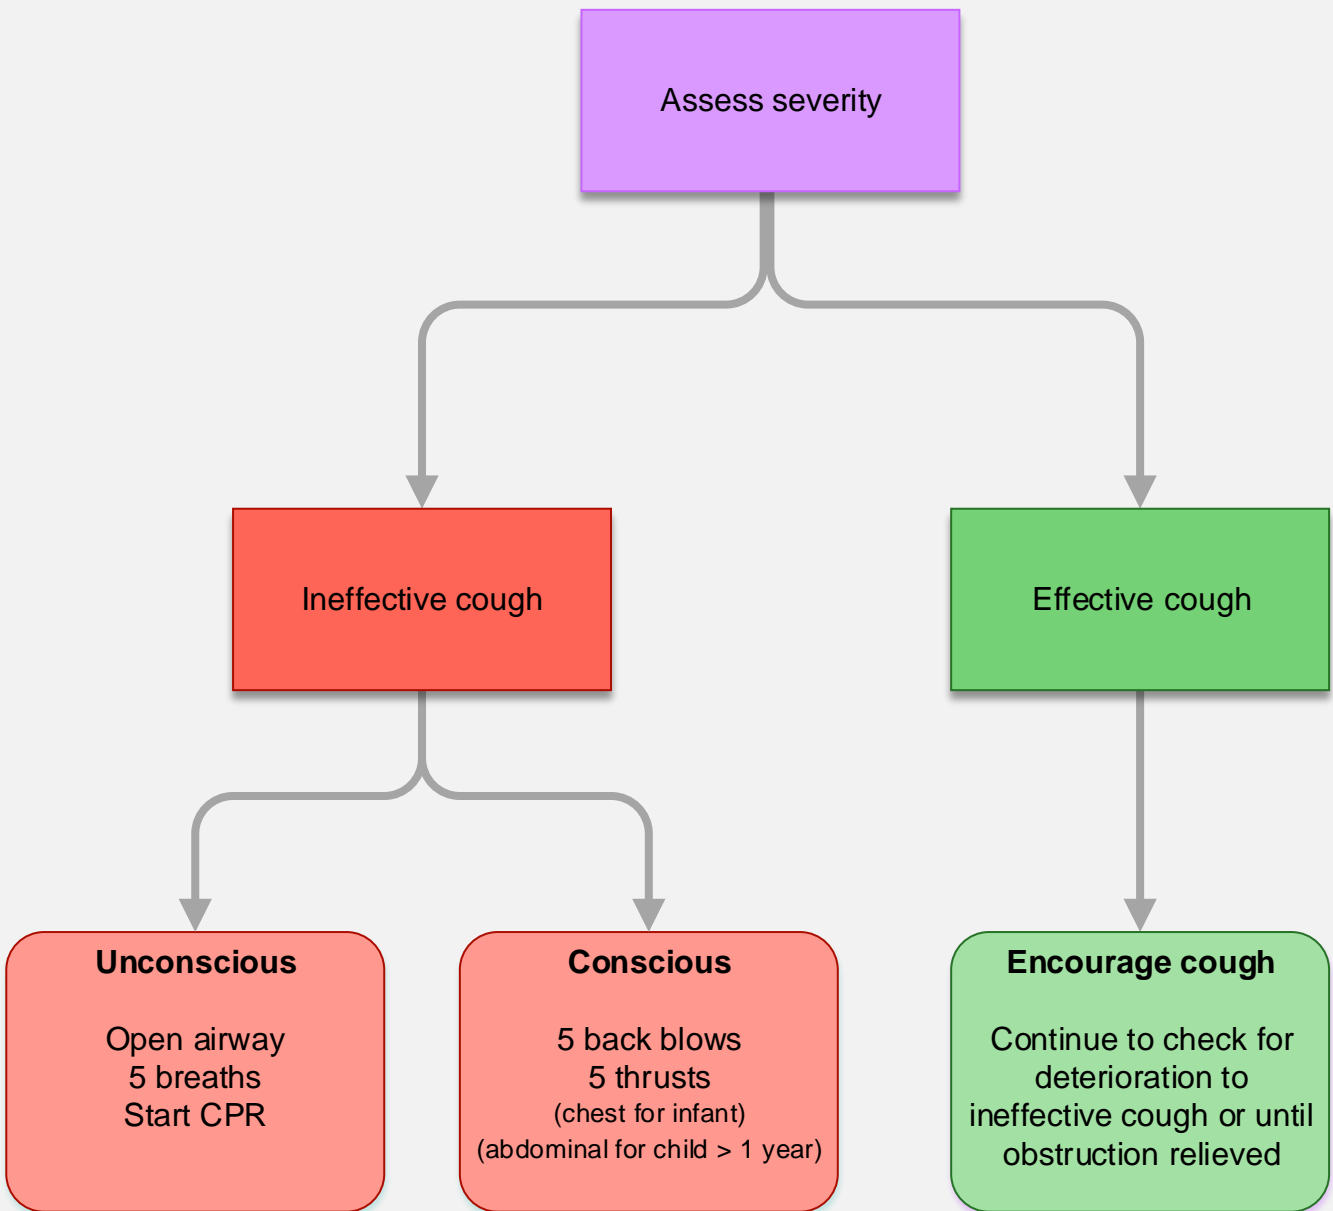 Assess severity
Ineffective cough
Effective cough
Unconscious
Open airway
5 breaths
Start CPR
Conscious
5 back blows
5 thrusts
(chest for infant)
(abdominal for child > 1 year)
Encourage cough
Continue to check for
deterioration to
ineffective cough or until
obstruction relieved